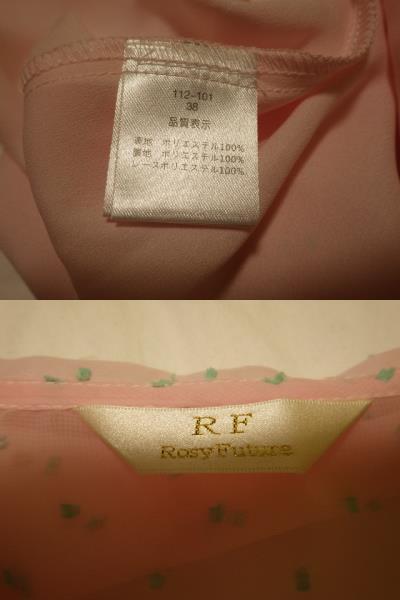 112-101
38
品質表示
表地 ポリエステル100%
裏地 ポリエステル100%
レースポリエステル100%
RF
Rosy Future